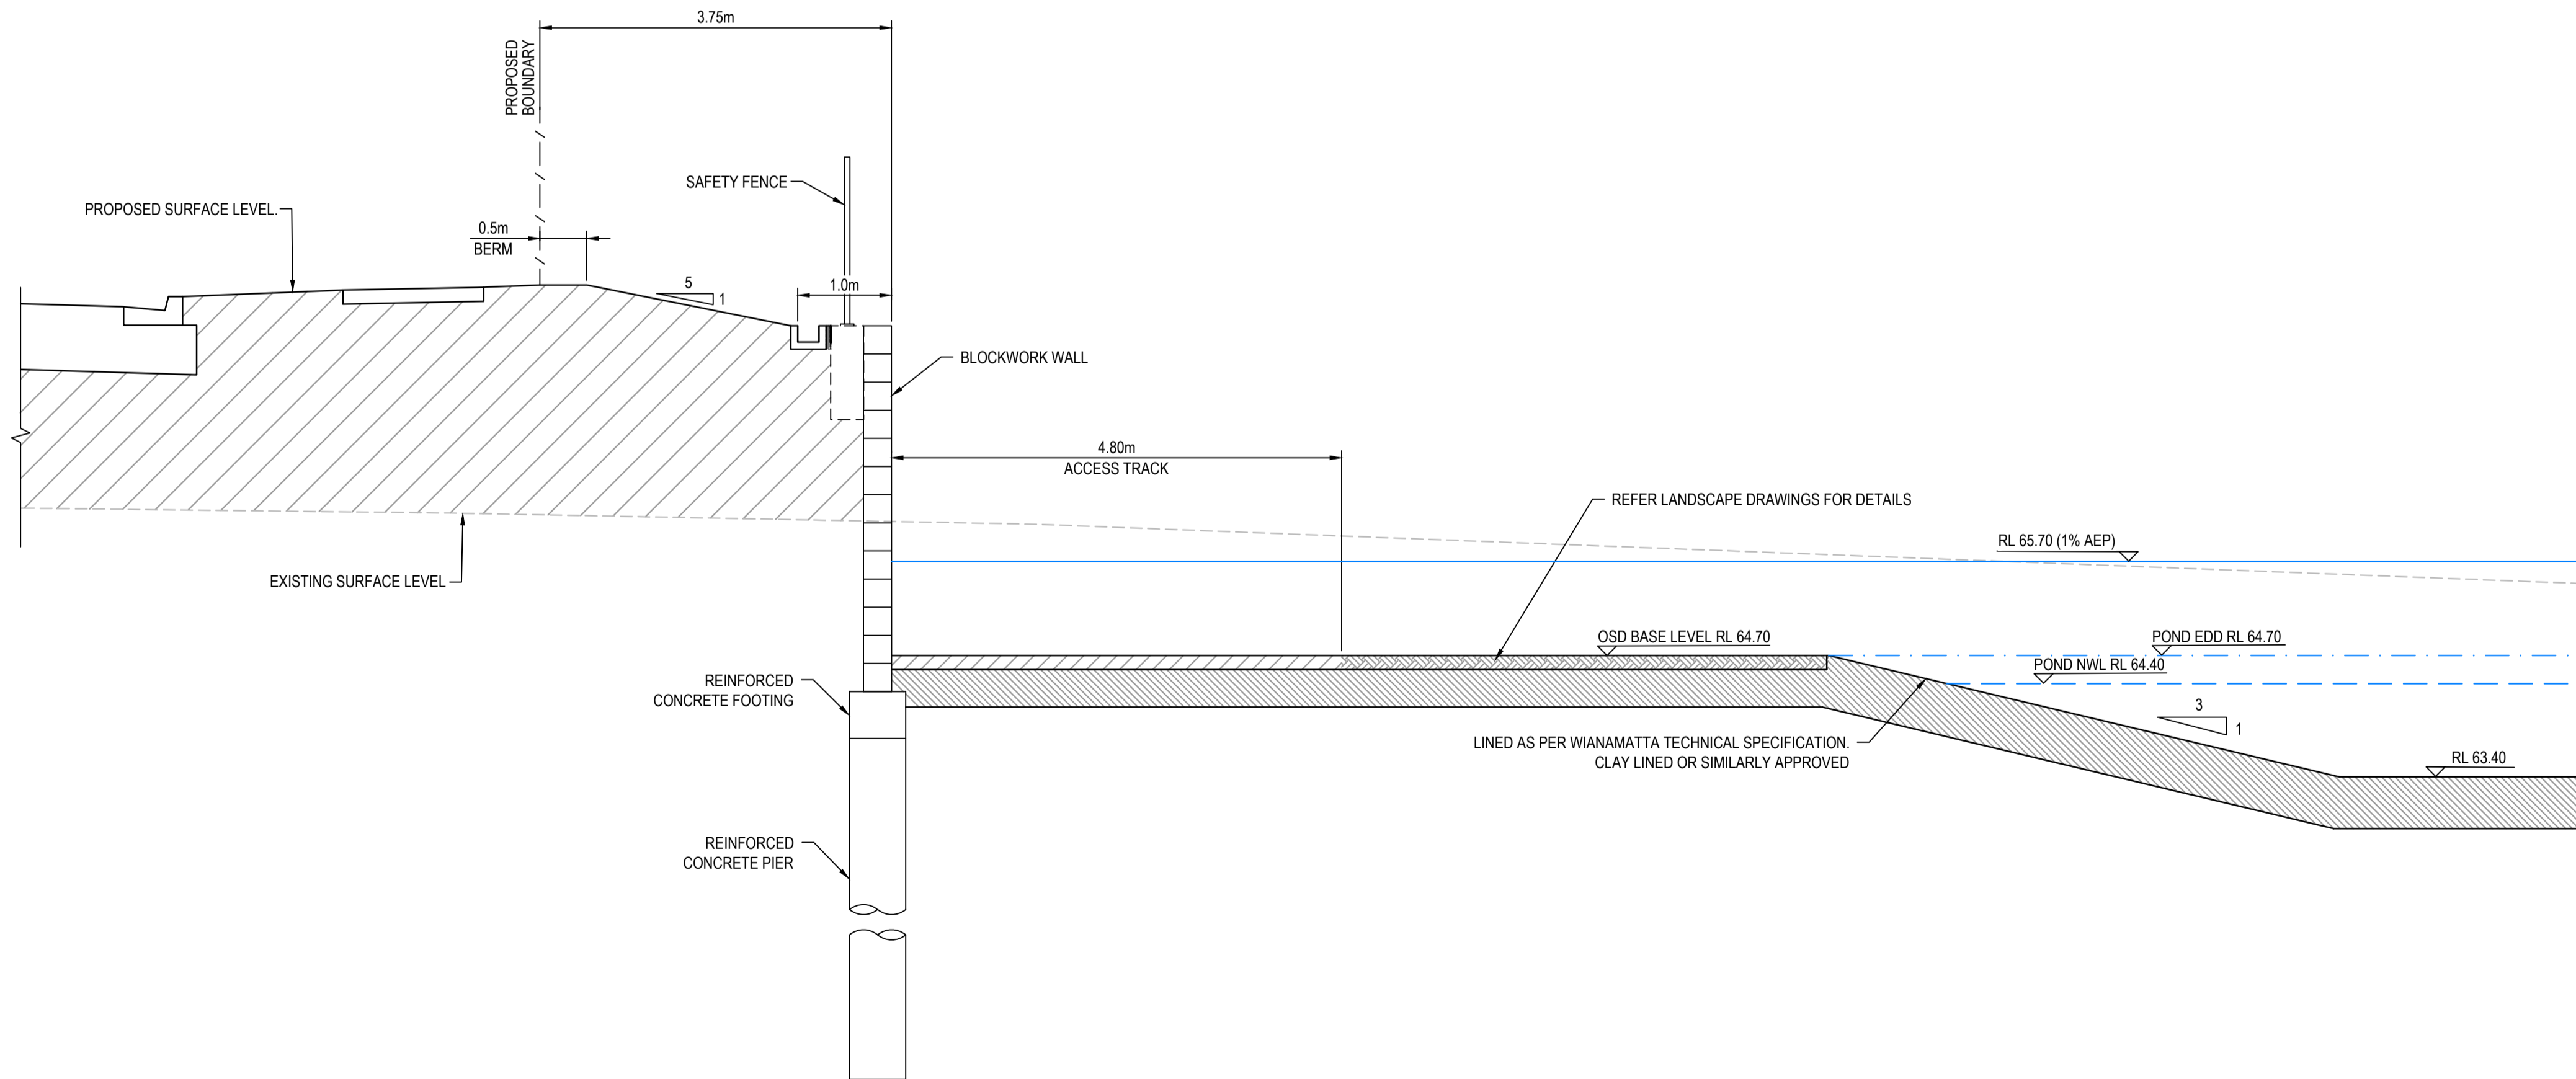 3.75m
PROPOSED
BOUNDARY
SAFETY FENCE
PROPOSED SURFACE LEVEL.
0.5m
BERM
5
1
1.0m
BLOCKWORK WALL
4.80m
ACCESS TRACK
REFER LANDSCAPE DRAWINGS FOR DETAILS
RL 65.70 (1% AEP)
EXISTING SURFACE LEVEL
OSD BASE LEVEL RL 64.70
POND EDD RL 64.70
POND NWL RL 64.40
REINFORCED
CONCRETE FOOTING
3
1
LINED AS PER WIANAMATTA TECHNICAL SPECIFICATION.
CLAY LINED OR SIMILARLY APPROVED
RL 63.40
REINFORCED
CONCRETE PIER